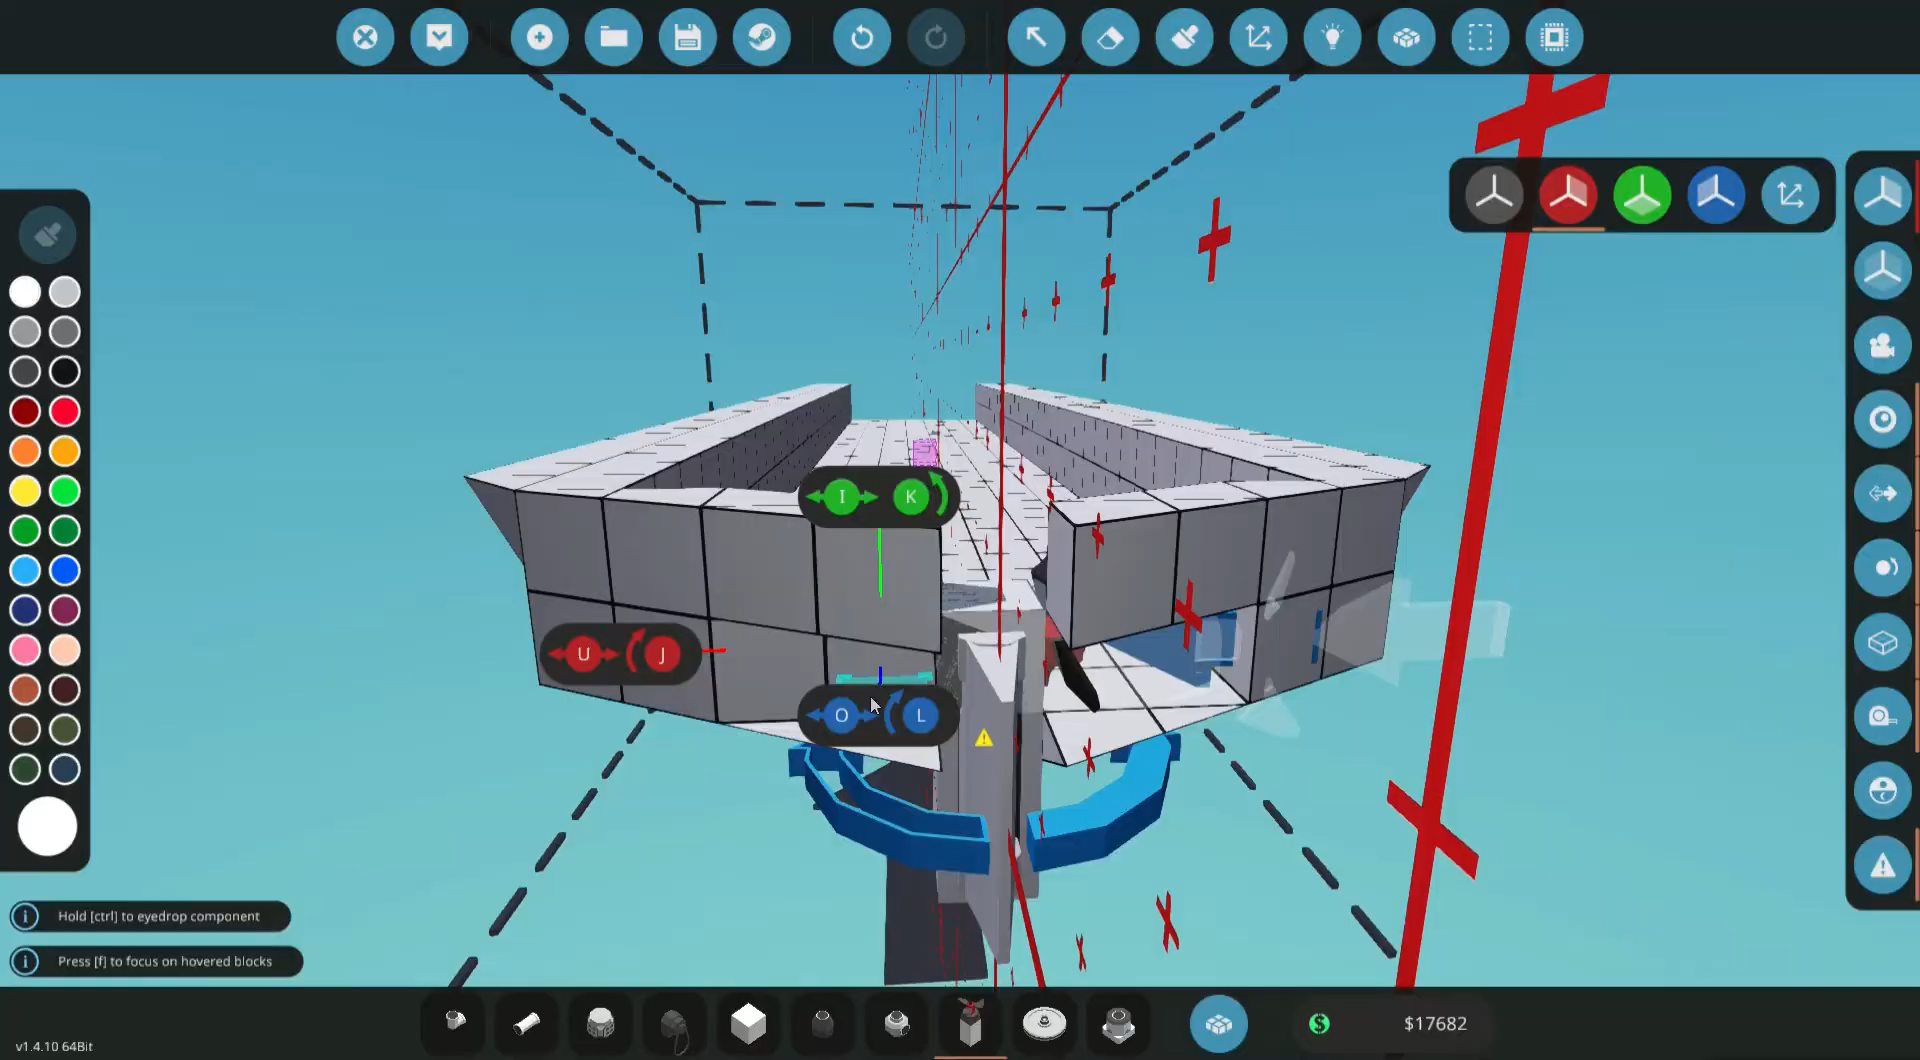 I K
U J
O L
Hold [ctrl] to eyedrop component
Press [f] to focus on hovered blocks
$17682
v1.4.10 64Bit